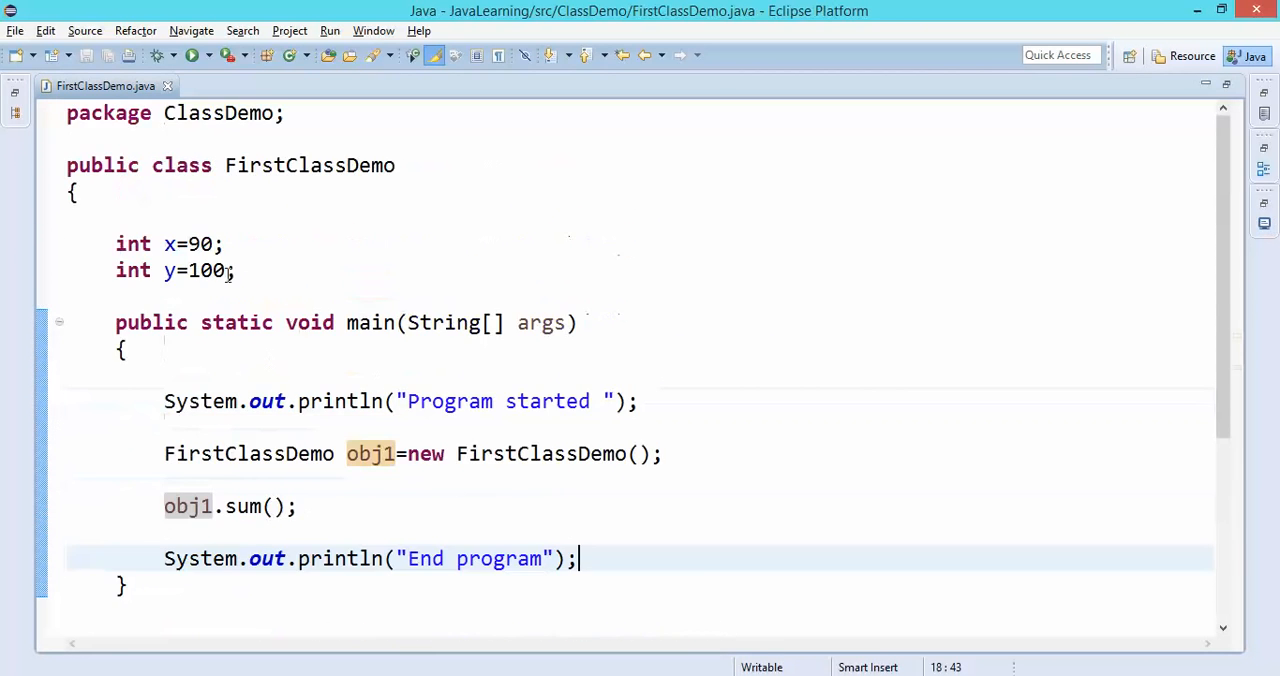 Java - JavaLearning/src/ClassDemo/FirstClassDemo.java - Eclipse Platform
File Edit Source Refactor Navigate Search Project Run Window Help
Quick Access Resource Java
FirstClassDemo.java
package ClassDemo;
public class FirstClassDemo
{
int x=90;
int y=100;
public static void main(String[] args)
{
System.out.println("Program started ");
FirstClassDemo obj1=new FirstClassDemo();
obj1.sum();
System.out.println("End program");
}
Writable Smart Insert 18 : 43